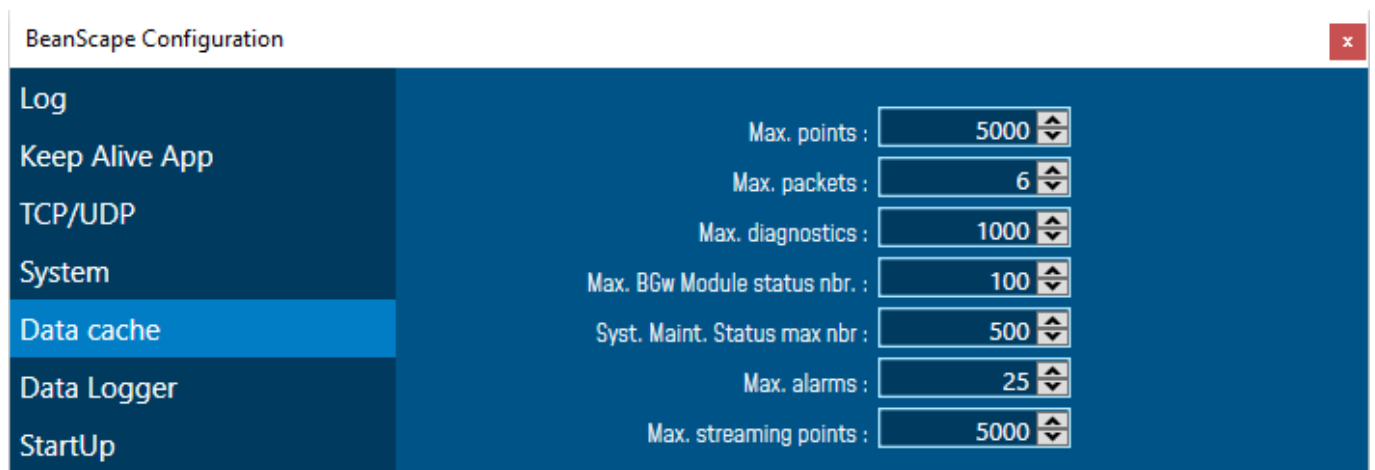 BeanScape Configuration
x
Log
Keep Alive App
TCP/UDP
System
Data cache
Data Logger
StartUp
Max. points : 5000
Max. packets : 6
Max. diagnostics : 1000
Max. BGw Module status nbr. : 100
Syst. Maint. Status max nbr : 500
Max. alarms : 25
Max. streaming points : 5000